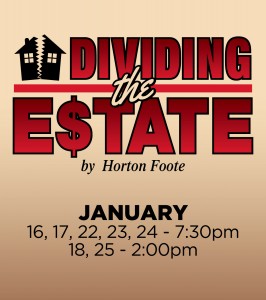 DIVIDING
the
E$TATE
by Horton Foote
JANUARY
16, 17, 22, 23, 24 - 7:30pm
18, 25 - 2:00pm